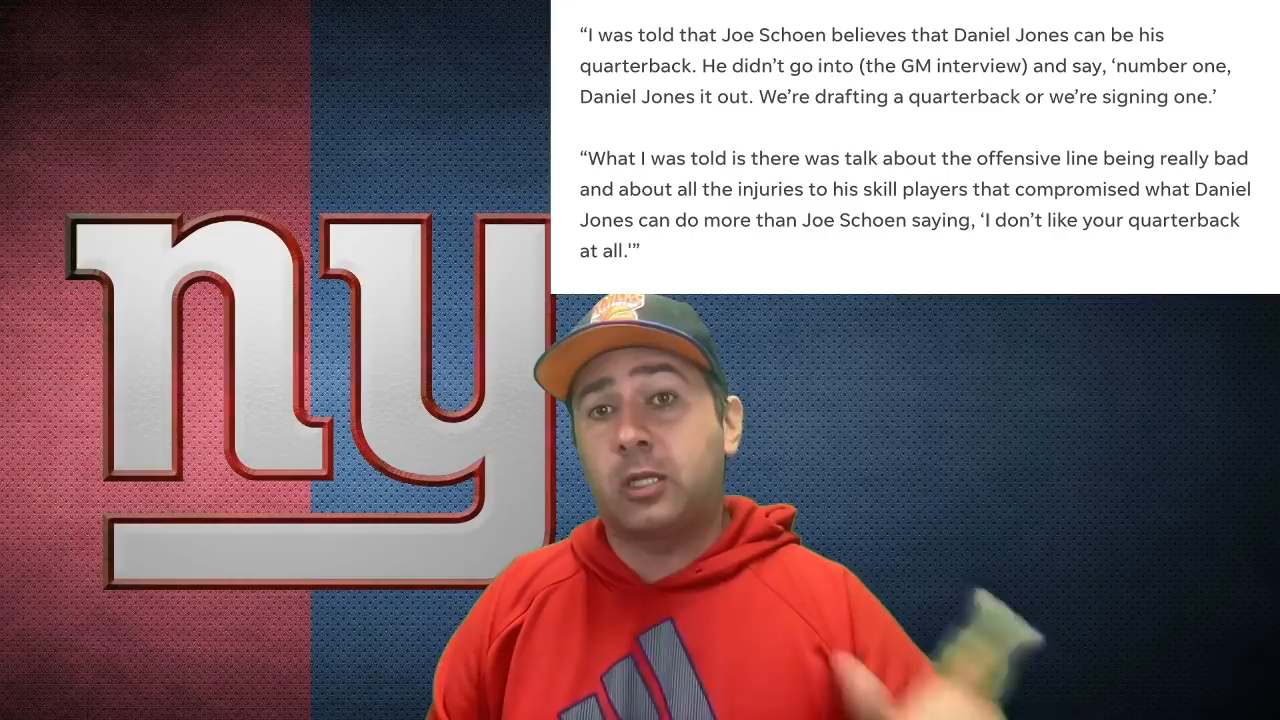 “I was told that Joe Schoen believes that Daniel Jones can be his
quarterback. He didn’t go into (the GM interview) and say, ‘number one,
Daniel Jones it out. We’re drafting a quarterback or we’re signing one.’
“What I was told is there was talk about the offensive line being really bad
and about all the injuries to his skill players that compromised what Daniel
Jones can do more than Joe Schoen saying, ‘I don’t like your quarterback
at all.'”
ny